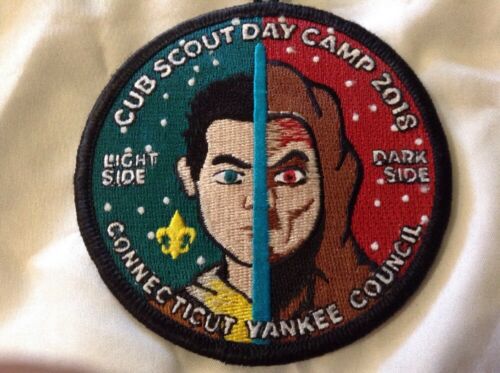 CUB SCOUT DAY CAMP 2018
LIGHT
SIDE
DARK
SIDE
CONNECTICUT YANKEE COUNCIL